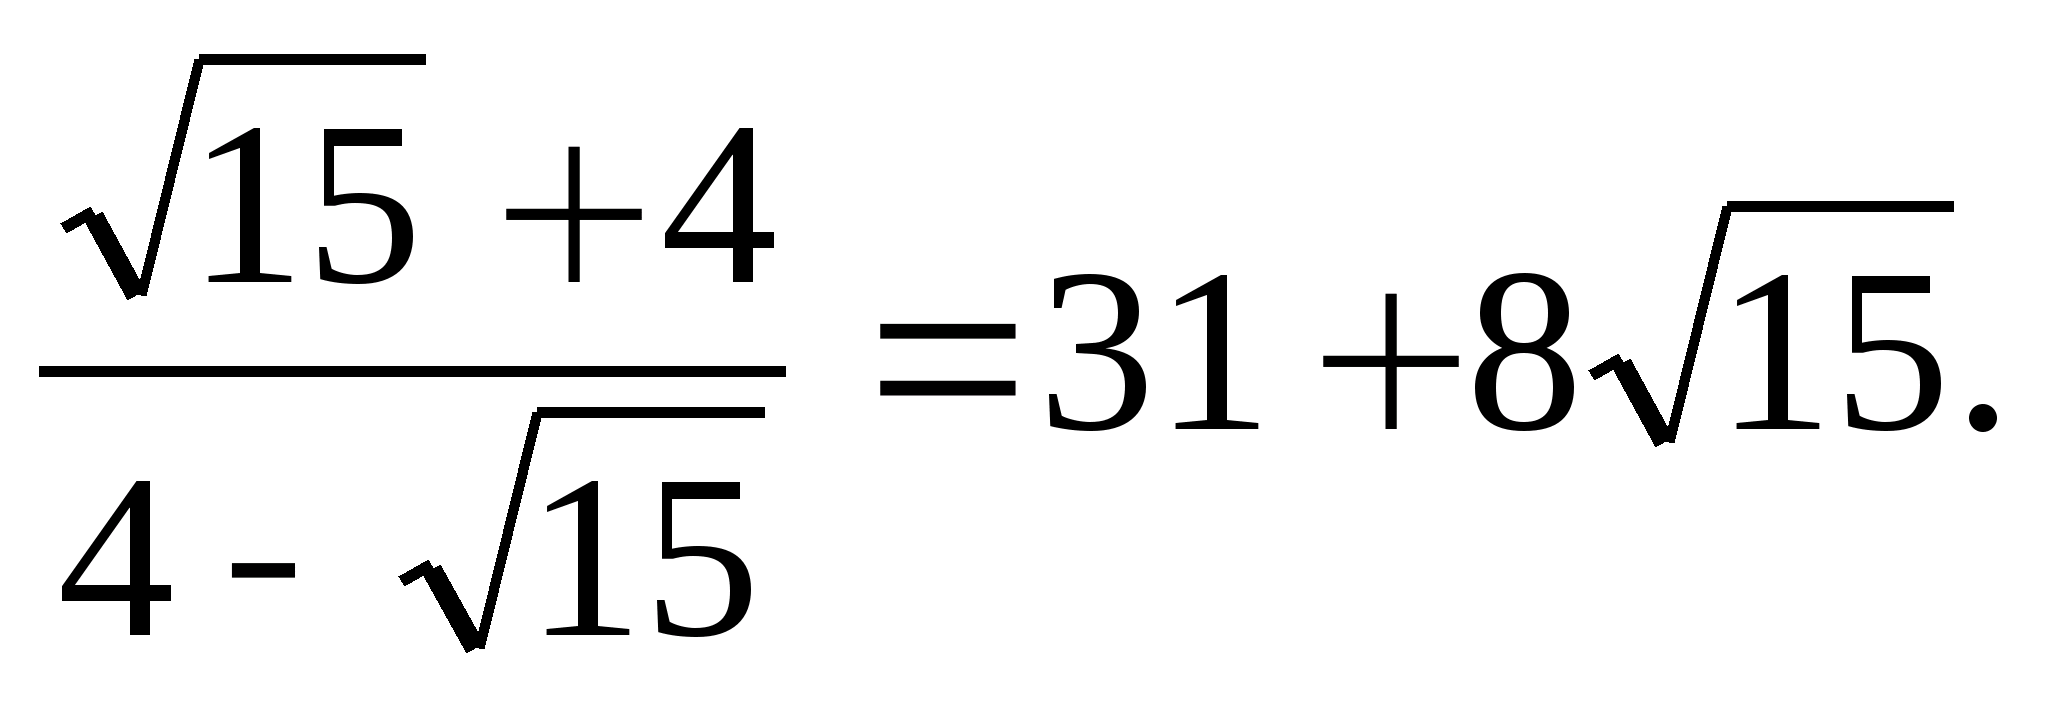 √15 + 4
= 31 + 8√15.
4 - √15